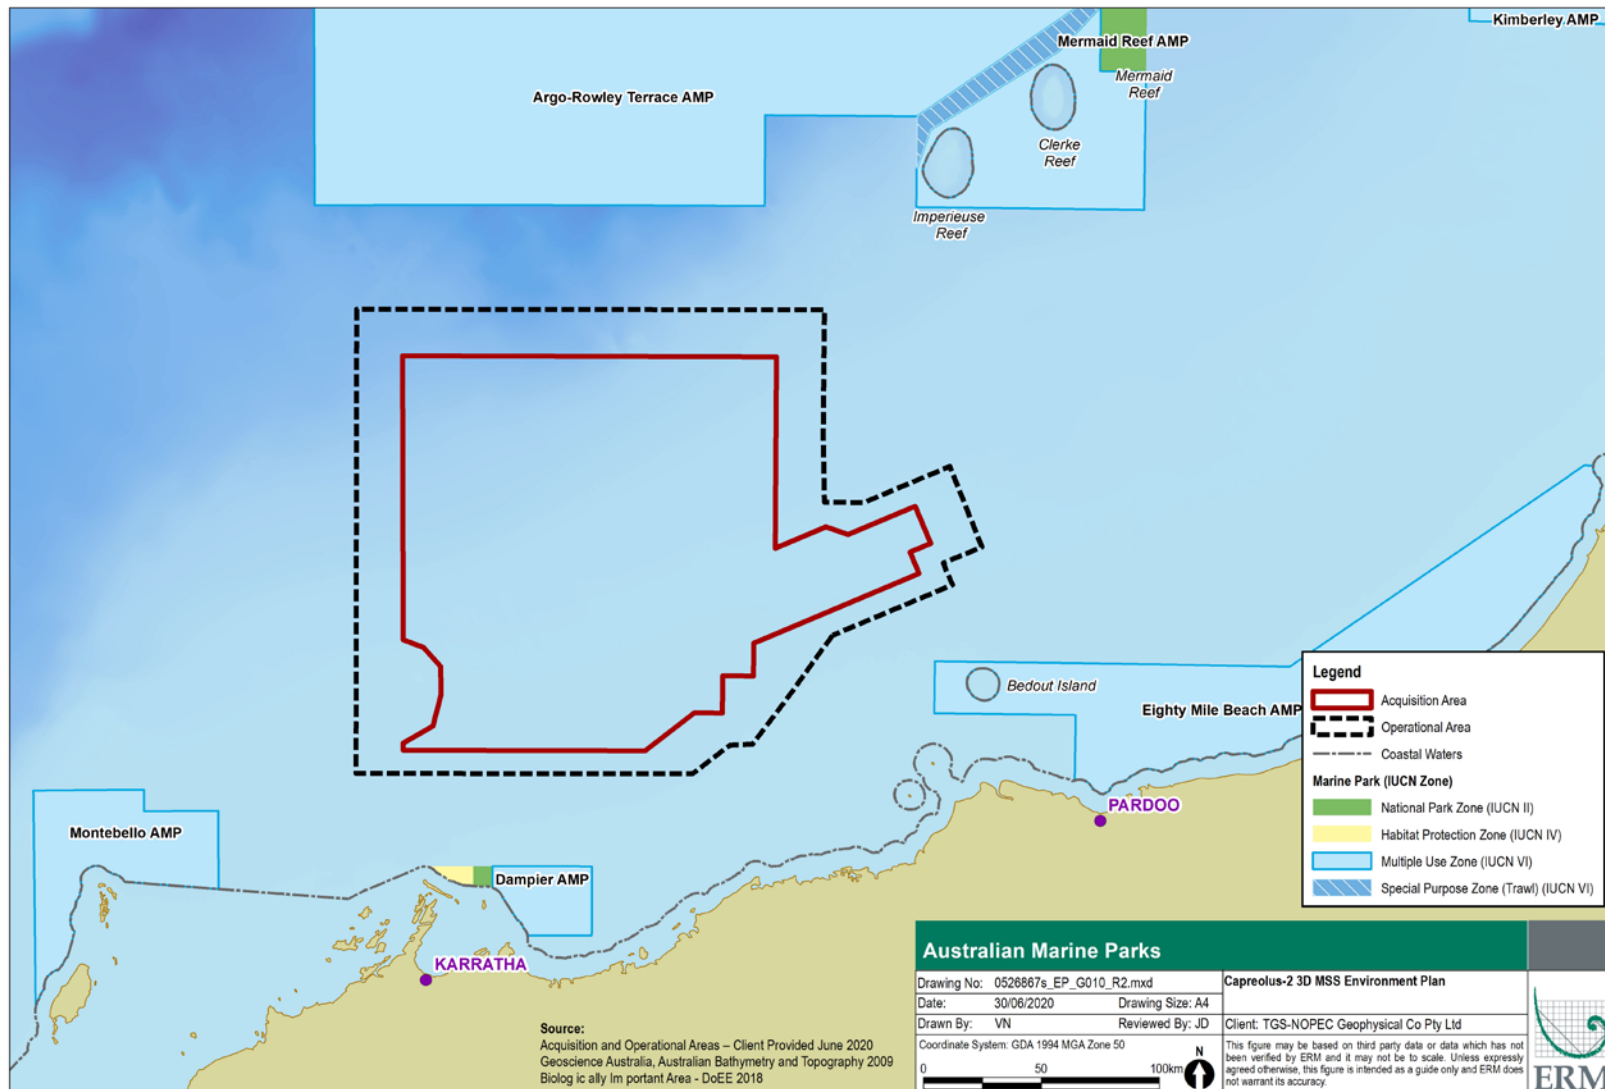 Kimberley AMP
Mermaid Reef AMP
Mermaid
Reef
Argo-Rowley Terrace AMP
Clerke
Reef
Imperieuse
Reef
Bedout Island
Eighty Mile Beach AMP
PARDOO
Montebello AMP
Dampier AMP
KARRATHA
Legend
Acquisition Area
Operational Area
Coastal Waters
Marine Park (IUCN Zone)
National Park Zone (IUCN II)
Habitat Protection Zone (IUCN IV)
Multiple Use Zone (IUCN VI)
Special Purpose Zone (Trawl) (IUCN VI)
Source:
Acquisition and Operational Areas – Client Provided June 2020
Geoscience Australia, Australian Bathymetry and Topography 2009
Biolog ic ally Im portant Area - DoEE 2018
Australian Marine Parks
Drawing No: 0526867s_EP_G010_R2.mxd
Date: 30/06/2020 Drawing Size: A4
Drawn By: VN Reviewed By: JD
Coordinate System: GDA 1994 MGA Zone 50
0 50 100km
N
Capreolus-2 3D MSS Environment Plan
Client: TGS-NOPEC Geophysical Co Pty Ltd
This figure may be based on third party data or data which has not
been verified by ERM and it may not be to scale. Unless expressly
agreed otherwise, this figure is intended as a guide only and ERM does
not warrant its accuracy.
ERM